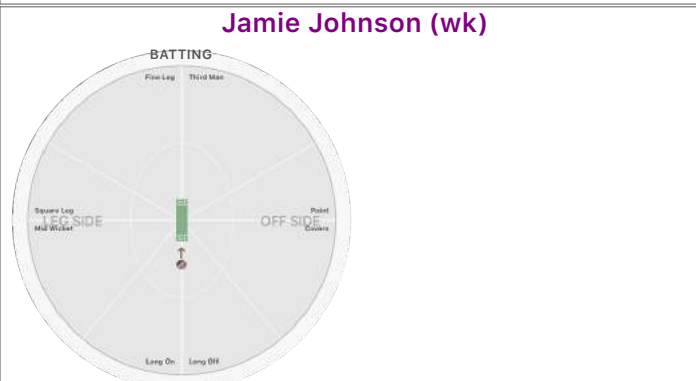 Jamie Johnson (wk)
BATTING
Fine Leg Third Man
Square Leg Point
LEG SIDE OFF SIDE
Mid Wicket Covers
Long On Long Off